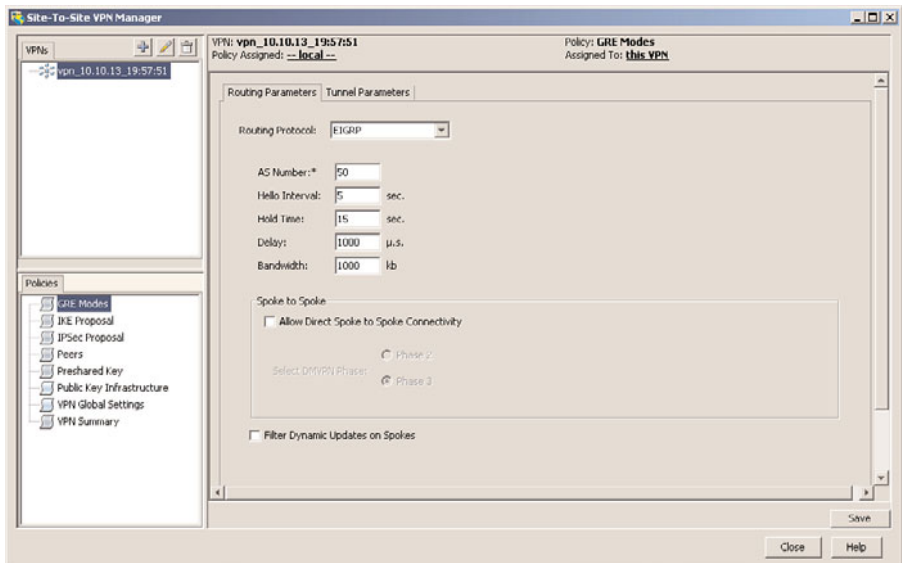 Site-To-Site VPN Manager
VPNs
vpn_10.10.13_19:57:51
Policies
GRE Modes
IKE Proposal
IPSec Proposal
Peers
Preshared Key
Public Key Infrastructure
VPN Global Settings
VPN Summary
VPN: vpn_10.10.13_19:57:51
Policy Assigned: -- local --
Policy: GRE Modes
Assigned To: this VPN
Routing Parameters
Tunnel Parameters
Routing Protocol: EIGRP
AS Number:* 50
Hello Interval: 5 sec.
Hold Time: 15 sec.
Delay: 1000 µ.s.
Bandwidth: 1000 kb
Spoke to Spoke
Allow Direct Spoke to Spoke Connectivity
Select DMVPN Phase:
Phase 2
Phase 3
Filter Dynamic Updates on Spokes
Save
Close
Help